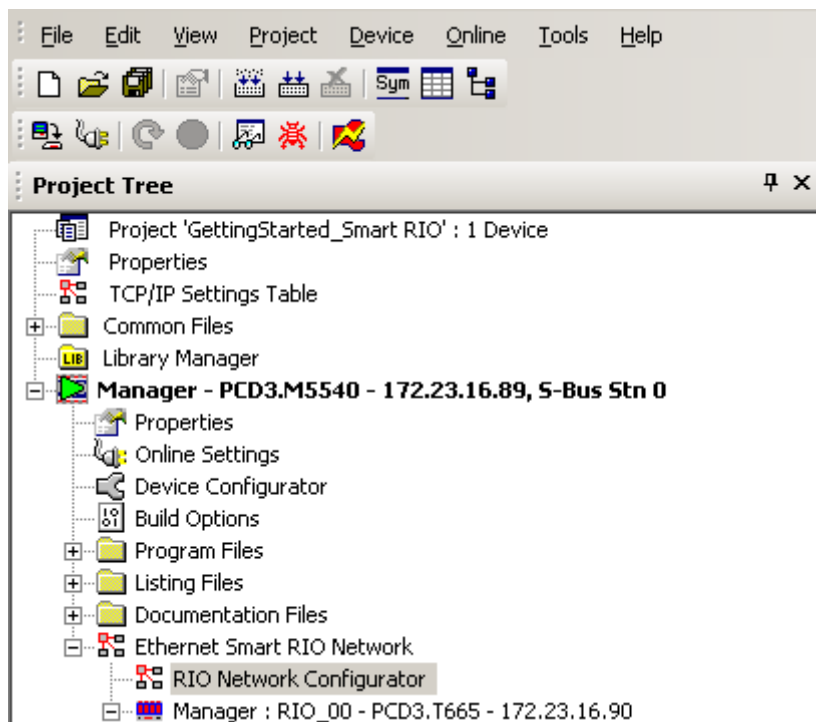 File Edit View Project Device Online Tools Help
Sym
Project Tree
Project 'GettingStarted_Smart RIO' : 1 Device
Properties
TCP/IP Settings Table
Common Files
LIB Library Manager
Manager - PCD3.M5540 - 172.23.16.89, S-Bus Stn 0
Properties
Online Settings
Device Configurator
Build Options
Program Files
Listing Files
Documentation Files
Ethernet Smart RIO Network
RIO Network Configurator
Manager : RIO_00 - PCD3.T665 - 172.23.16.90